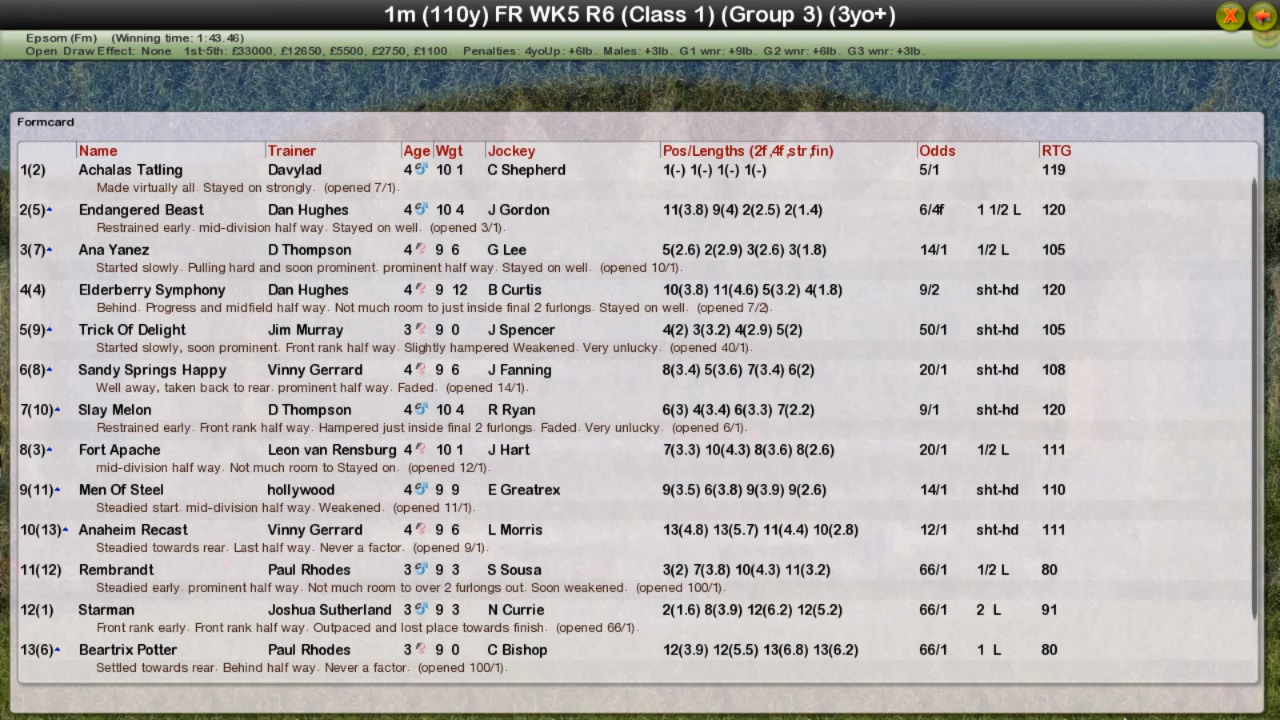 1m (110y) FR WK5 R6 (Class 1) (Group 3) (3yo+)
Epsom (Fm) (Winning time: 1:43.46)
Open Draw Effect: None 1st-5th: £33000, £12650, £5500, £2750, £1100. Penalties: 4yoUp: +6lb. Males: +3lb. G1 wnr: +9lb. G2 wnr: +6lb. G3 wnr: +3lb.
Formcard
Name Trainer Age Wgt Jockey Pos/Lengths (2f,4f,str,fin) Odds RTG
1(2) Achalas Tatling Davylad 4 10 1 C Shepherd 1(-) 1(-) 1(-) 1(-) 5/1 119
Made virtually all. Stayed on strongly. (opened 7/1).
2(5) Endangered Beast Dan Hughes 4 10 4 J Gordon 11(3.8) 9(4) 2(2.5) 2(1.4) 6/4f 1 1/2 L 120
Restrained early. mid-division half way. Stayed on well. (opened 3/1).
3(7) Ana Yanez D Thompson 4 9 6 G Lee 5(2.6) 2(2.9) 3(2.6) 3(1.8) 14/1 1/2 L 105
Started slowly. Pulling hard and soon prominent. prominent half way. Stayed on well. (opened 10/1).
4(4) Elderberry Symphony Dan Hughes 4 9 12 B Curtis 10(3.8) 11(4.6) 5(3.2) 4(1.8) 9/2 sht-hd 120
Behind. Progress and midfield half way. Not much room to just inside final 2 furlongs. Stayed on well. (opened 7/2).
5(9) Trick Of Delight Jim Murray 3 9 0 J Spencer 4(2) 3(3.2) 4(2.9) 5(2) 50/1 sht-hd 105
Started slowly, soon prominent. Front rank half way. Slightly hampered Weakened. Very unlucky. (opened 40/1).
6(8) Sandy Springs Happy Vinny Gerrard 4 9 6 J Fanning 8(3.4) 5(3.6) 7(3.4) 6(2) 20/1 sht-hd 108
Well away, taken back to rear. prominent half way. Faded. (opened 14/1).
7(10) Slay Melon D Thompson 4 10 4 R Ryan 6(3) 4(3.4) 6(3.3) 7(2.2) 9/1 sht-hd 120
Restrained early. Front rank half way. Hampered just inside final 2 furlongs. Faded. Very unlucky. (opened 6/1).
8(3) Fort Apache Leon van Rensburg 4 10 1 J Hart 7(3.3) 10(4.3) 8(3.6) 8(2.6) 20/1 1/2 L 111
mid-division half way. Not much room to Stayed on. (opened 12/1).
9(11) Men Of Steel hollywood 4 9 9 E Greatrex 9(3.5) 6(3.8) 9(3.9) 9(2.6) 14/1 sht-hd 110
Steadied start. mid-division half way. Weakened. (opened 11/1).
10(13) Anaheim Recast Vinny Gerrard 4 9 6 L Morris 13(4.8) 13(5.7) 11(4.4) 10(2.8) 12/1 sht-hd 111
Steadied towards rear. Last half way. Never a factor. (opened 9/1).
11(12) Rembrandt Paul Rhodes 3 9 3 S Sousa 3(2) 7(3.8) 10(4.3) 11(3.2) 66/1 1/2 L 80
Steadied early. prominent half way. Not much room to over 2 furlongs out. Soon weakened. (opened 100/1).
12(1) Starman Joshua Sutherland 3 9 3 N Currie 2(1.6) 8(3.9) 12(6.2) 12(5.2) 66/1 2 L 91
Front rank early. Front rank half way. Outpaced and lost place towards finish. (opened 66/1).
13(6) Beartrix Potter Paul Rhodes 3 9 0 C Bishop 12(3.9) 12(5.5) 13(6.8) 13(6.2) 66/1 1 L 80
Settled towards rear. Behind half way. Never a factor. (opened 100/1).